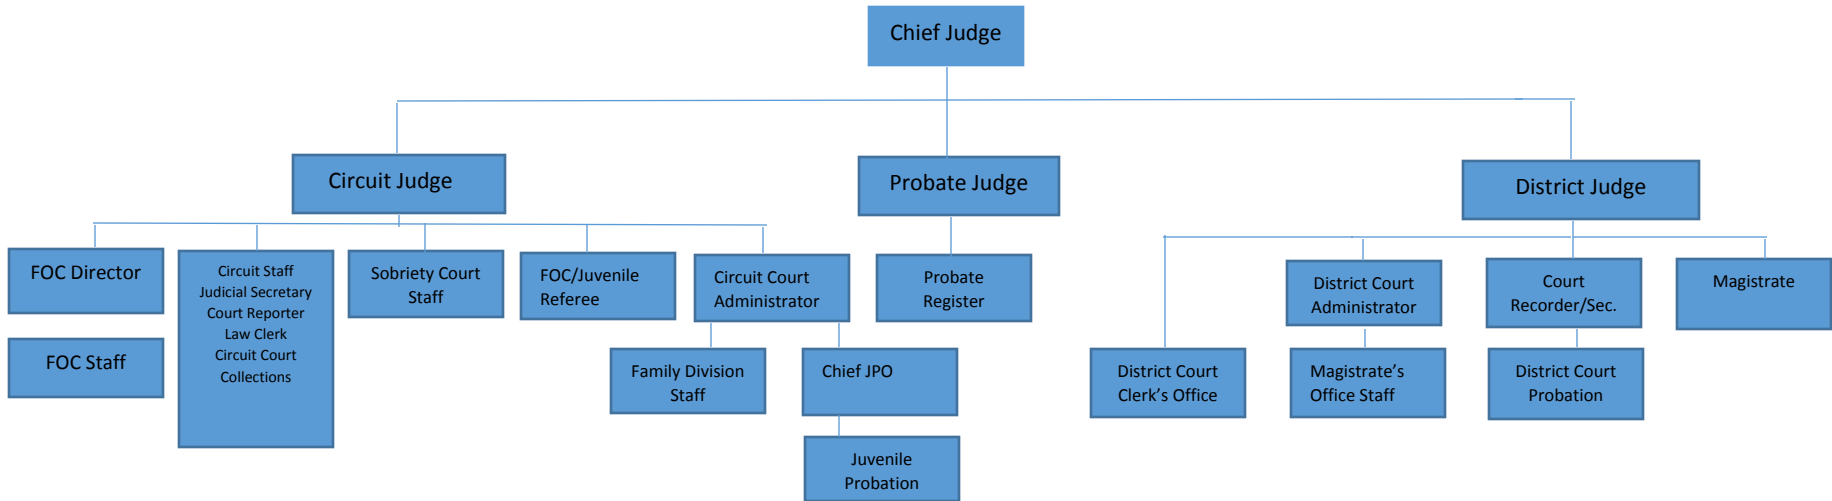 Chief Judge
Circuit Judge
Probate Judge
District Judge
FOC Director
Circuit Staff
Judicial Secretary
Court Reporter
Law Clerk
Circuit Court
Collections
Sobriety Court
Staff
FOC/Juvenile
Referee
Circuit Court
Administrator
Probate
Register
District Court
Administrator
Court
Recorder/Sec.
Magistrate
FOC Staff
Family Division
Staff
Chief JPO
District Court
Clerk’s Office
Magistrate’s
Office Staff
District Court
Probation
Juvenile
Probation